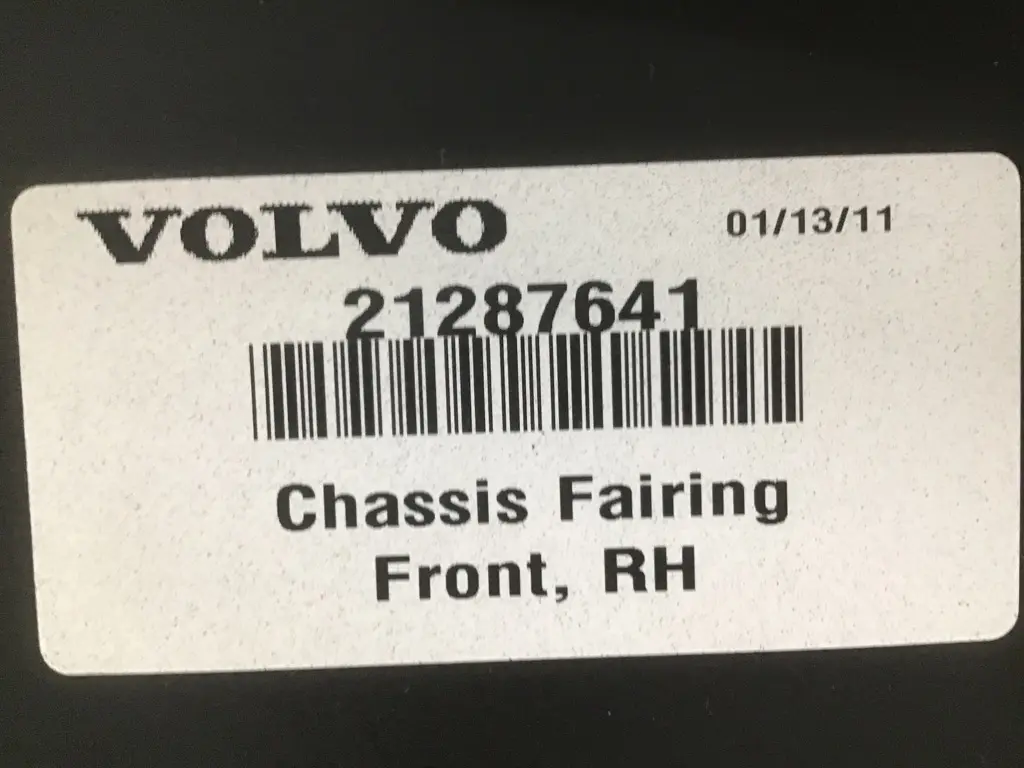 VOLVO 01/13/11
21287641
Chassis Fairing
Front, RH